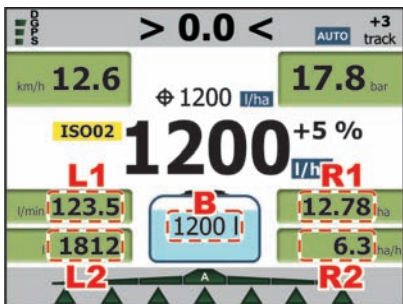 DGPS > 0.0 < AUTO +3 track
km/h 12.6 1200 l/ha 17.8 bar
ISO02 1200 +5 % l/h
L1 B R1
l/min 123.5 1200 l 12.78 ha
l 1812 6.3 ha/h
L2 A R2